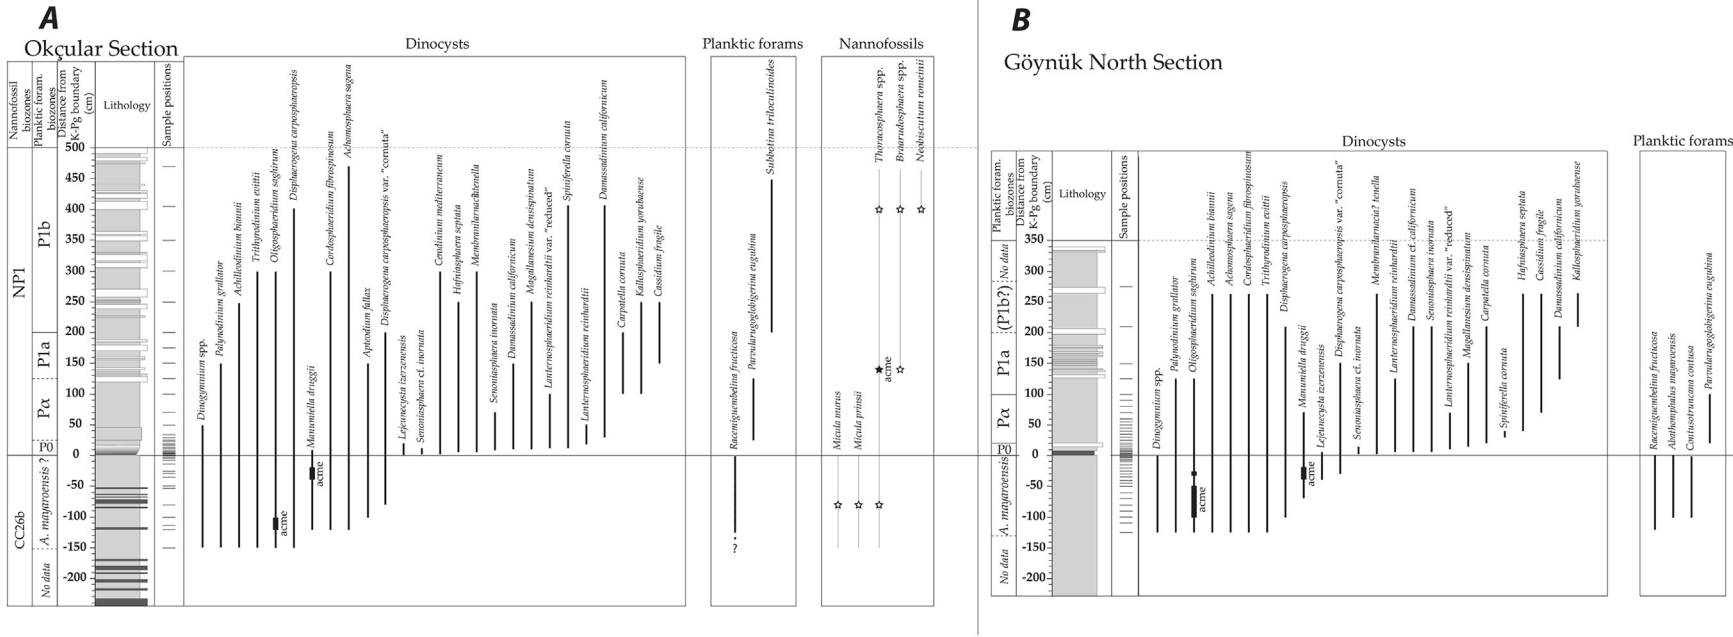 A
Okçular Section
Dinocysts
Planktic forams
Nannofossils
Nannofossil
biozones
Planktic foram.
biozones
Distance from
K-Pg boundary
(cm)
Lithology
Sample positions
500
450
400
350
300
250
200
150
100
50
0
-50
-100
-150
-200
NP1
CC26b
P1b
P1a
Pα
P0
A. mayaroensis ?
No data
Dinogymnium spp.
Palynodinium grallator
Achilleodinium biannii
Trithyrodinium evittii
Oligosphaeridium saghirum
acme
Disphaerogena carposphaeropsis
Manumiella druggii
acme
Cordosphaeridium fibrospinosum
Achomosphaera sagena
Apteodium fallax
Disphaerogena carposphaeropsis var. "cornuta"
Lejeunecysta izerzenensis
Senoniasphaera cf. inornata
Cerodinium mediterraneum
Hafniasphaera septata
Membranilarnacia? tenella
Senoniasphaera inornata
Damassadinium californicum
Magallanesium densispinatum
Lanternosphaeridium reinhardtii var. "reduced"
Spiniferella cornuta
Lanternosphaeridium reinhardtii
Damassadinium californicum
Carpatella cornuta
Kallosphaeridium yorubaense
Cassidium fragile
Racemiguembelina fructicosa
?
Parvularugoglobigerina eugubina
Subbotina triloculinoides
Micula murus
Micula prinsii
Thoracosphaera spp.
acme
Braarudosphaera spp.
Neobiscutum romeinii
B
Göynük North Section
Dinocysts
Planktic forams
Planktic foram.
biozones
Distance from
K-Pg boundary
(cm)
Lithology
Sample positions
350
300
250
200
150
100
50
0
-50
-100
-150
-200
No data
(P1b?)
P1a
Pα
P0
A. mayaroensis
No data
Dinogymnium spp.
Palynodinium grallator
Oligosphaeridium saghirum
acme
Achilleodinium biannii
Achomosphaera sagena
Cordosphaeridium fibrospinosum
Trithyrodinium evittii
Disphaerogena carposphaeropsis
Manumiella druggii
acme
Lejeunecysta izerzenensis
Disphaerogena carposphaeropsis var. "cornuta"
Senoniasphaera cf. inornata
Membranilarnacia? tenella
Lanternosphaeridium reinhardtii
Damassadinium cf. californicum
Senoniasphaera inornata
Lanternosphaeridium reinhardtii var. "reduced"
Magallanesium densispinatum
Carpatella cornuta
Spiniferella cornuta
Hafniasphaera septata
Cassidium fragile
Damassadinium californicum
Kallosphaeridium yorubaense
Racemiguembelina fructicosa
Abathomphalus mayaroensis
Contusotruncana contusa
Parvularugoglobigerina eugubina